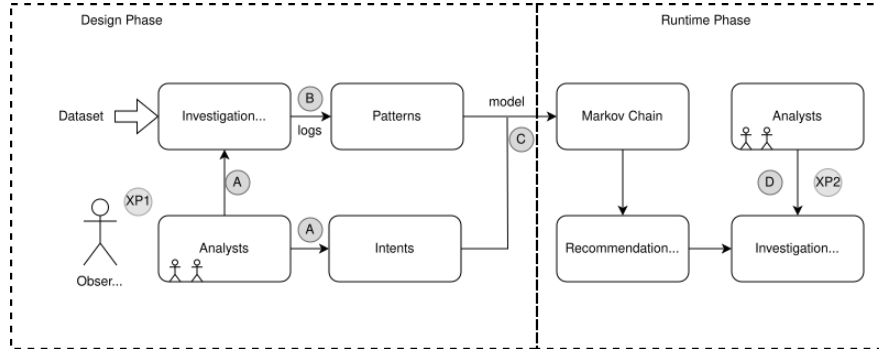 Design Phase
Runtime Phase
Dataset
Investigation...
B
logs
Patterns
model
C
Markov Chain
Analysts
A
XP1
D
XP2
Obser...
Analysts
A
Intents
Recommendation...
Investigation...